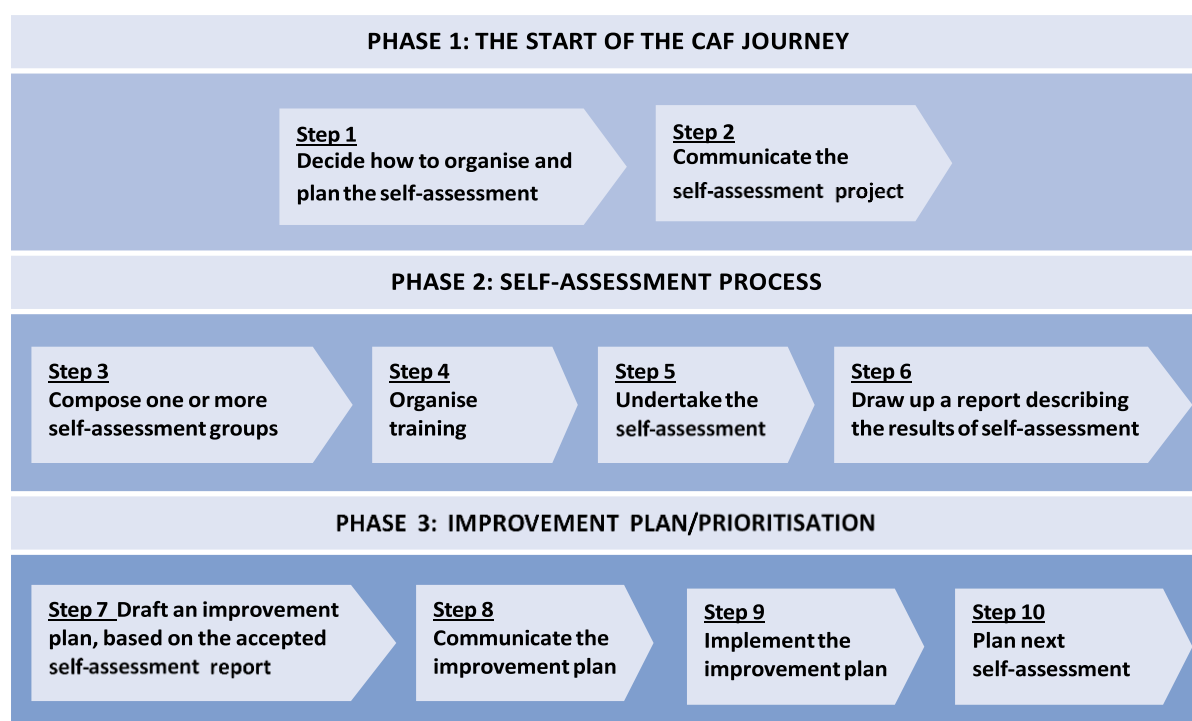 PHASE 1: THE START OF THE CAF JOURNEY
Step 1
Decide how to organise and
plan the self-assessment
Step 2
Communicate the
self-assessment project
PHASE 2: SELF-ASSESSMENT PROCESS
Step 3
Compose one or more
self-assessment groups
Step 4
Organise
training
Step 5
Undertake the
self-assessment
Step 6
Draw up a report describing
the results of self-assessment
PHASE 3: IMPROVEMENT PLAN/PRIORITISATION
Step 7 Draft an improvement
plan, based on the accepted
self-assessment report
Step 8
Communicate the
improvement plan
Step 9
Implement the
improvement plan
Step 10
Plan next
self-assessment